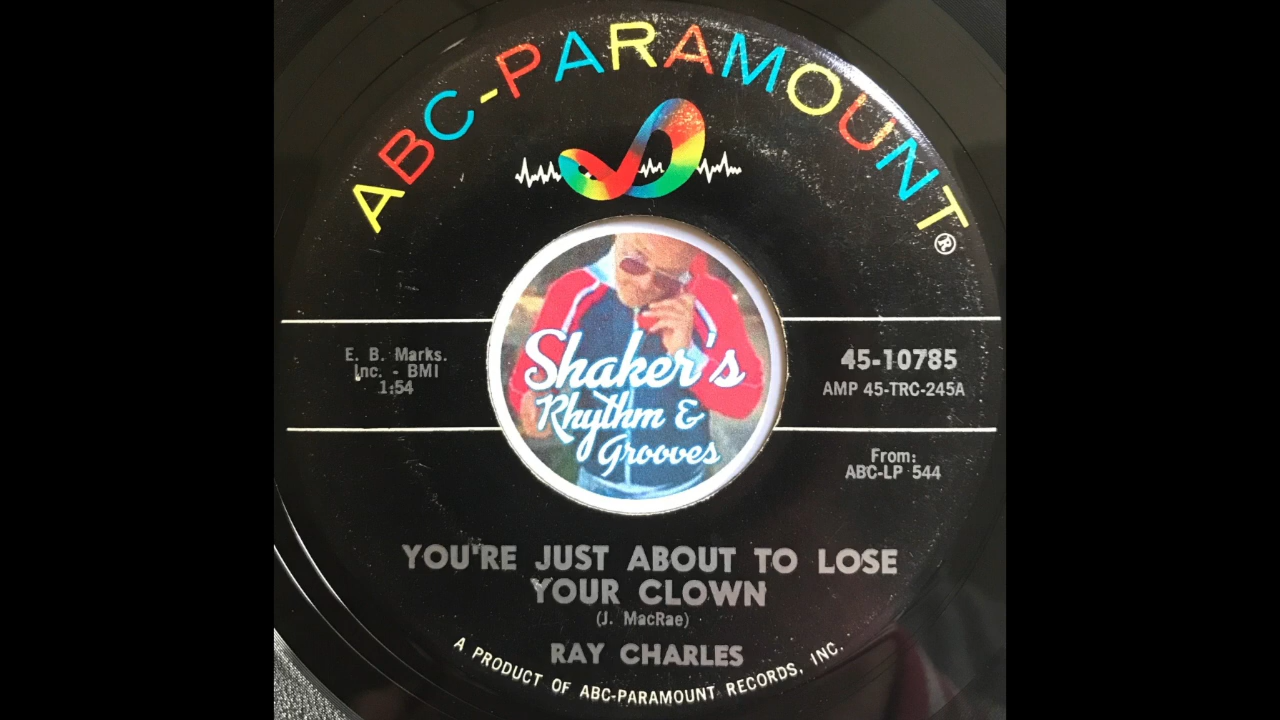 ABC-PARAMOUNT®
E. B. Marks.
Inc. - BMI
1:54
Shaker's
Rhythm &
Grooves
45-10785
AMP 45-TRC-245A
From:
ABC-LP 544
YOU'RE JUST ABOUT TO LOSE
YOUR CLOWN
(J. MacRae)
RAY CHARLES
A PRODUCT OF ABC-PARAMOUNT RECORDS, INC.